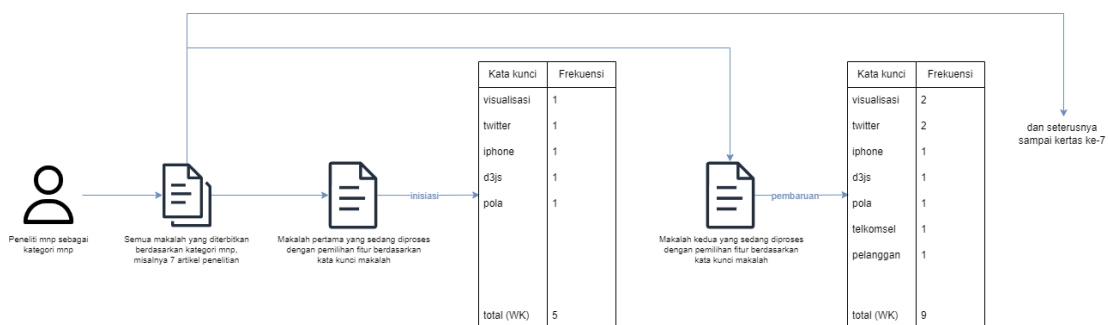 Kata kunci Frekuensi
visualisasi 1
twitter 1
iphone 1
d3js 1
pola 1
total (WK) 5
Kata kunci Frekuensi
visualisasi 2
twitter 2
iphone 1
d3js 1
pola 1
telkomsel 1
pelanggan 1
total (WK) 9
dan seterusnya
sampai kertas ke-7
inisiasi
pembaruan
Peneliti mnp sebagai
kategori mnp
Semua makalah yang diterbitkan
berdasarkan kategori mnp,
misalnya 7 artikel penelitian
Makalah pertama yang sedang diproses
dengan pemilihan fitur berdasarkan
kata kunci makalah
Makalah kedua yang sedang diproses
dengan pemilihan fitur berdasarkan
kata kunci makalah